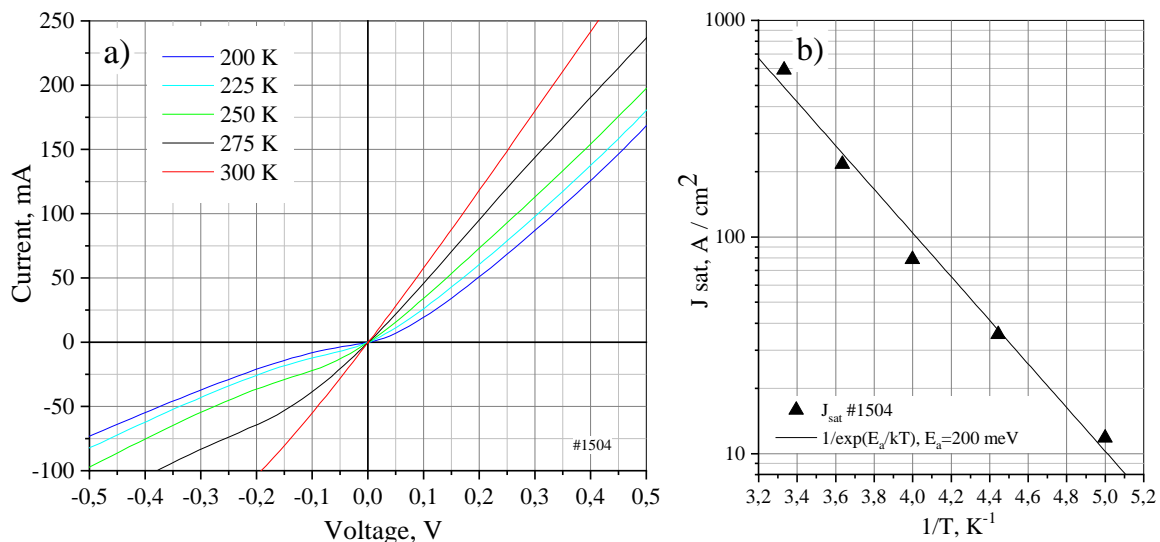 a)
200 K
225 K
250 K
275 K
300 K
250
200
150
100
50
0
-50
-100
Current, mA
-0,5 -0,4 -0,3 -0,2 -0,1 0,0 0,1 0,2 0,3 0,4 0,5
Voltage, V
#1504
b)
1000
100
10
J sat, A / cm²
J_sat #1504
1/exp(E_a/kT), E_a=200 meV
3,2 3,4 3,6 3,8 4,0 4,2 4,4 4,6 4,8 5,0 5,2
1/T, K⁻¹